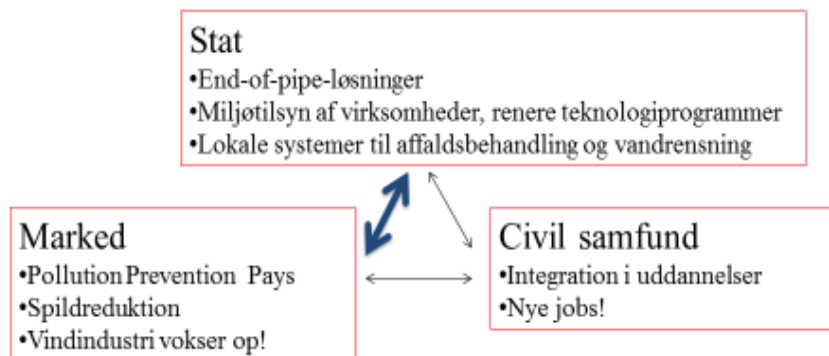 Stat
•End-of-pipe-løsninger
•Miljøtilsyn af virksomheder, renere teknologiprogrammer
•Lokale systemer til affaldsbehandling og vandrensning
Marked
•Pollution Prevention Pays
•Spildreduktion
•Vindindustri vokser op!
Civil samfund
•Integration i uddannelser
•Nye jobs!